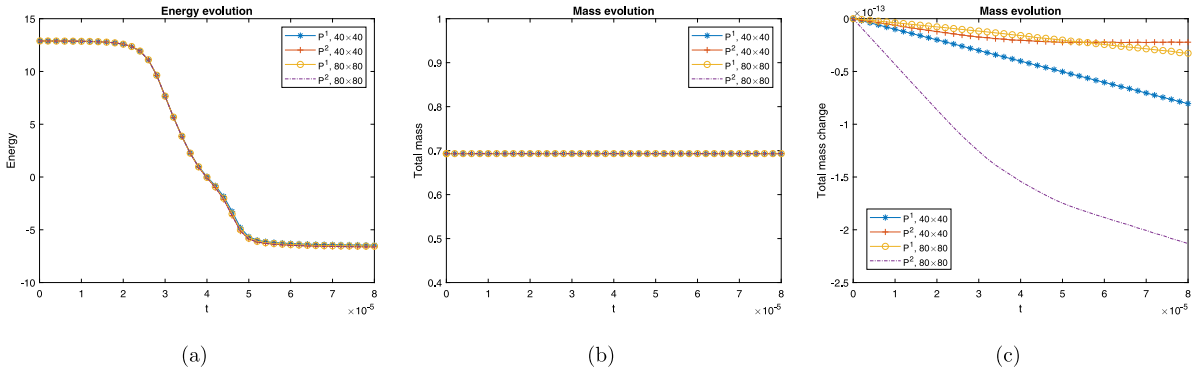 Energy evolution
15
10
5
0
-5
-10
Energy
0 1 2 3 4 5 6 7 8
t
×10⁻⁵
P¹, 40×40
P², 40×40
P¹, 80×80
P², 80×80
(a)
Mass evolution
1
0.9
0.8
0.7
0.6
0.5
0.4
Total mass
0 1 2 3 4 5 6 7 8
t
×10⁻⁵
P¹, 40×40
P², 40×40
P¹, 80×80
P², 80×80
(b)
×10⁻¹³
Mass evolution
0
-0.5
-1
-1.5
-2
-2.5
Total mass change
0 1 2 3 4 5 6 7 8
t
×10⁻⁵
P¹, 40×40
P², 40×40
P¹, 80×80
P², 80×80
(c)